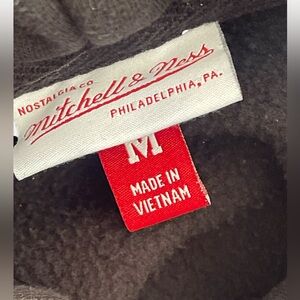 NOSTALGIA CO.
Mitchell & Ness
PHILADELPHIA, PA.
M
MADE IN
VIETNAM